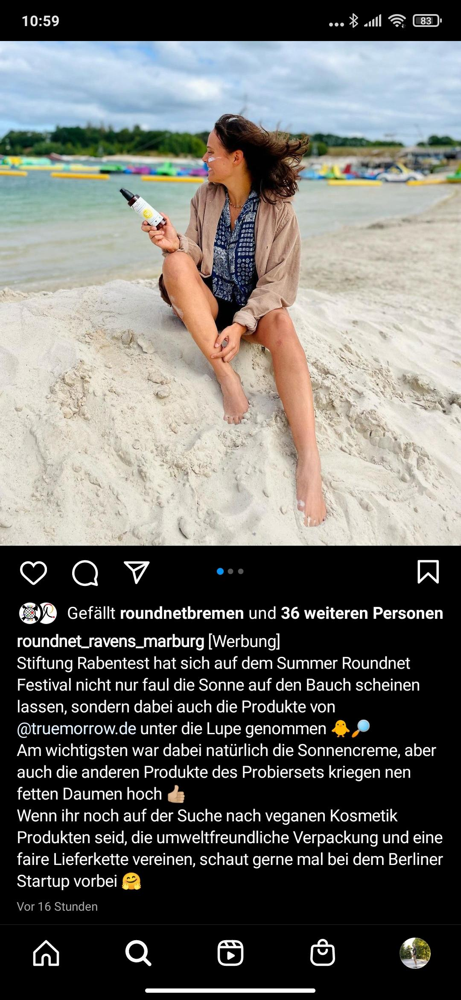 10:59
83
30
Gefällt roundnetbremen und 36 weiteren Personen
roundnet_ravens_marburg [Werbung]
Stiftung Rabentest hat sich auf dem Summer Roundnet
Festival nicht nur faul die Sonne auf den Bauch scheinen
lassen, sondern dabei auch die Produkte von
@truemorrow.de unter die Lupe genommen 🐥🔎
Am wichtigsten war dabei natürlich die Sonnencreme, aber
auch die anderen Produkte des Probiersets kriegen nen
fetten Daumen hoch 👍🏼
Wenn ihr noch auf der Suche nach veganen Kosmetik
Produkten seid, die umweltfreundliche Verpackung und eine
faire Lieferkette vereinen, schaut gerne mal bei dem Berliner
Startup vorbei 🤗
Vor 16 Stunden